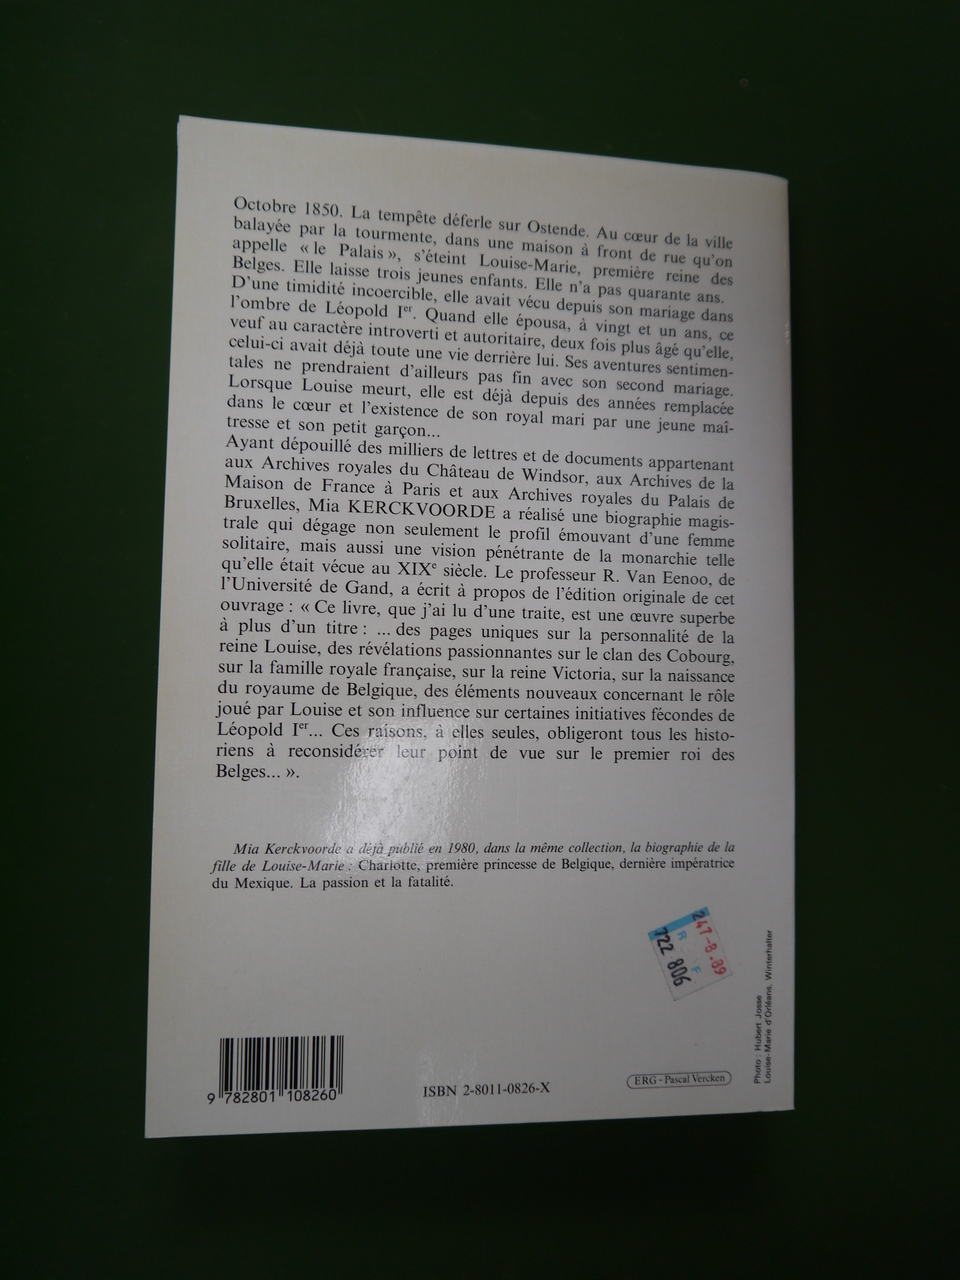 Octobre 1850. La tempête déferle sur Ostende. Au cœur de la ville
balayée par la tourmente, dans une maison à front de rue qu'on
appelle « le Palais », s'éteint Louise-Marie, première reine des
Belges. Elle laisse trois jeunes enfants. Elle n'a pas quarante ans.
D'une timidité incoercible, elle avait vécu depuis son mariage dans
l'ombre de Léopold Ier. Quand elle épousa, à vingt et un ans, ce
veuf au caractère introverti et autoritaire, deux fois plus âgé qu'elle,
celui-ci avait déjà toute une vie derrière lui. Ses aventures sentimen-
tales ne prendraient d'ailleurs pas fin avec son second mariage.
Lorsque Louise meurt, elle est déjà depuis des années remplacée
dans le cœur et l'existence de son royal mari par une jeune maî-
tresse et son petit garçon...
Ayant dépouillé des milliers de lettres et de documents appartenant
aux Archives royales du Château de Windsor, aux Archives de la
Maison de France à Paris et aux Archives royales du Palais de
Bruxelles, Mia KERCKVOORDE a réalisé une biographie magis-
trale qui dégage non seulement le profil émouvant d'une femme
solitaire, mais aussi une vision pénétrante de la monarchie telle
qu'elle était vécue au XIXe siècle. Le professeur R. Van Eenoo, de
l'Université de Gand, a écrit à propos de l'édition originale de cet
ouvrage : « Ce livre, que j'ai lu d'une traite, est une œuvre superbe
à plus d'un titre : ... des pages uniques sur la personnalité de la
reine Louise, des révélations passionnantes sur le clan des Cobourg,
sur la famille royale française, sur la reine Victoria, sur la naissance
du royaume de Belgique, des éléments nouveaux concernant le rôle
joué par Louise et son influence sur certaines initiatives fécondes de
Léopold Ier... Ces raisons, à elles seules, obligeront tous les histo-
riens à reconsidérer leur point de vue sur le premier roi des
Belges... ».
Mia Kerckvoorde a déjà publié en 1980, dans la même collection, la biographie de la
fille de Louise-Marie : Charlotte, première princesse de Belgique, dernière impératrice
du Mexique. La passion et la fatalité.
247-8.89
R F
722 806
Photo : Hubert Josse
Louise-Marie d'Orléans, Winterhalter
9 782801 108260
ISBN 2-8011-0826-X
ERG - Pascal Vercken